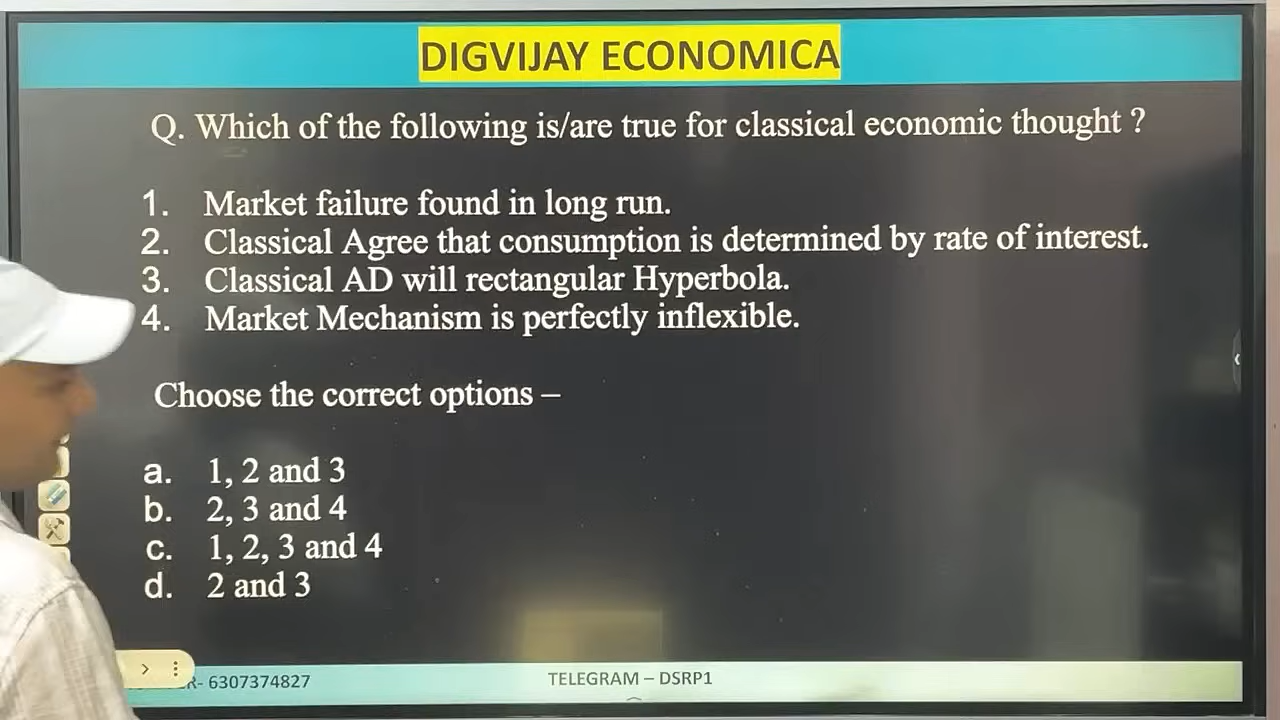 DIGVIJAY ECONOMICA
Q. Which of the following is/are true for classical economic thought ?
1. Market failure found in long run.
2. Classical Agree that consumption is determined by rate of interest.
3. Classical AD will rectangular Hyperbola.
4. Market Mechanism is perfectly inflexible.
Choose the correct options –
a. 1, 2 and 3
b. 2, 3 and 4
c. 1, 2, 3 and 4
d. 2 and 3
6307374827
TELEGRAM – DSRP1